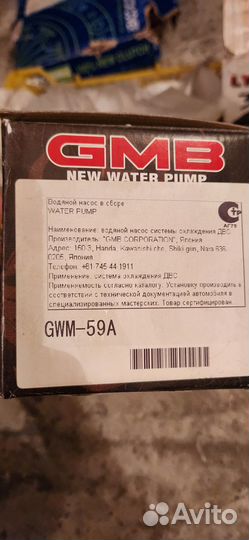 GMB
NEW WATER PUMP
Водяной насос в сборе
WATER PUMP
Наименование: водяной насос системы охлаждения ДВС
Производитель: "GMB CORPORATION", Япония
Адрес: 150-3, Handa, Kawanishi cho, Shiki gun, Nara 636-
0205, Япония
Телефон: +81 745 44 1911
Применение: система охлаждения ДВС
Применяемость согласно каталогу. Установку производить в
соответствии с технической документацией автомобиля в
специализированных мастерских. Товар сертифицирован.
GWM-59A
Avito